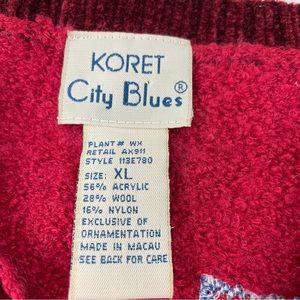 KORET
City Blues®
PLANT# WX
RETAIL AX911
STYLE 113E780
SIZE: XL
56% ACRYLIC
28% WOOL
16% NYLON
EXCLUSIVE OF
ORNAMENTATION
MADE IN MACAU
SEE BACK FOR CARE